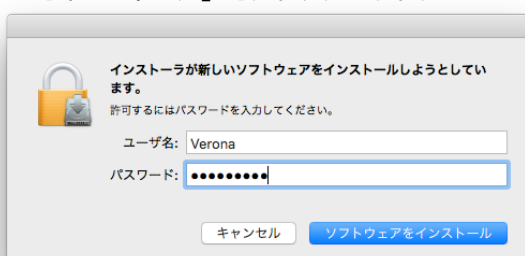 インストーラが新しいソフトウェアをインストールしようとしてい
ます。
許可するにはパスワードを入力してください。
ユーザ名: Verona
パスワード: ●●●●●●●●●
キャンセル ソフトウェアをインストール